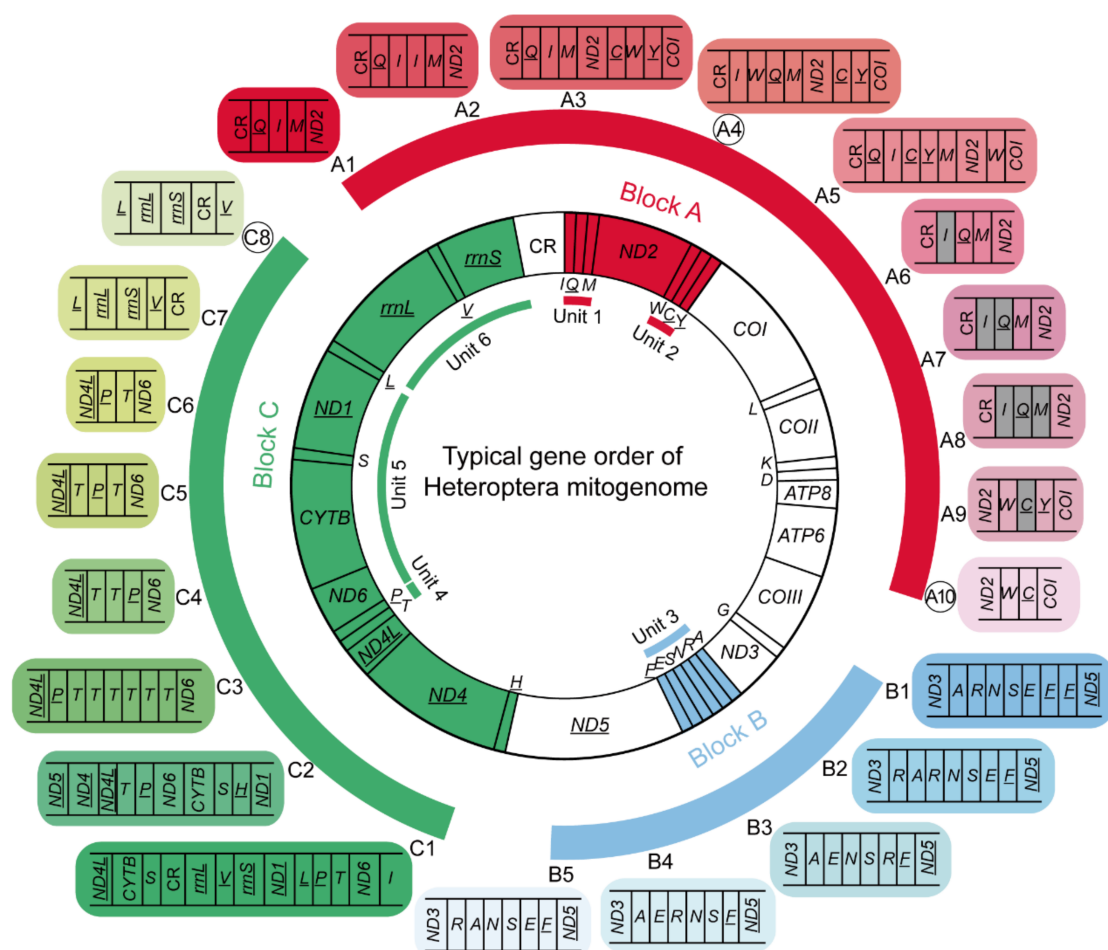 CR Q I M ND2
A1
CR Q I I M ND2
A2
CR Q I M ND2 C W Y COI
A3
CR I W Q M ND2 C Y COI
A4
CR Q I C Y M ND2 W COI
A5
CR I Q M ND2
A6
CR I Q M ND2
A7
CR I Q M ND2
A8
ND2 W C Y COI
A9
ND2 W C COI
A10
ND3 A R N S E F F ND5
B1
ND3 R A R N S E F ND5
B2
ND3 A E N S R F ND5
B3
ND3 A E R N S F ND5
B4
ND3 R A N S E F ND5
B5
ND4L CYTB S CR rrnL V rrnS ND1 L P T ND6 I
C1
ND5 ND4 ND4L T P ND6 CYTB S H ND1
C2
ND4L P T T T T T T ND6
C3
ND4L T T P ND6
C4
ND4L T P T ND6
C5
ND4L P T ND6
C6
L rrnL rrnS V CR
C7
L rrnL rrnS CR V
C8
Block A
Block B
Block C
CR
I Q M
Unit 1
ND2
W C Y
Unit 2
COI
L
COII
K
D
ATP8
ATP6
COIII
G
ND3
A R N S E F
Unit 3
ND5
H
ND4
ND4L
T P
Unit 4
ND6
CYTB
S
Unit 5
ND1
L
rrnL
V
rrnS
Unit 6
Typical gene order of
Heteroptera mitogenome